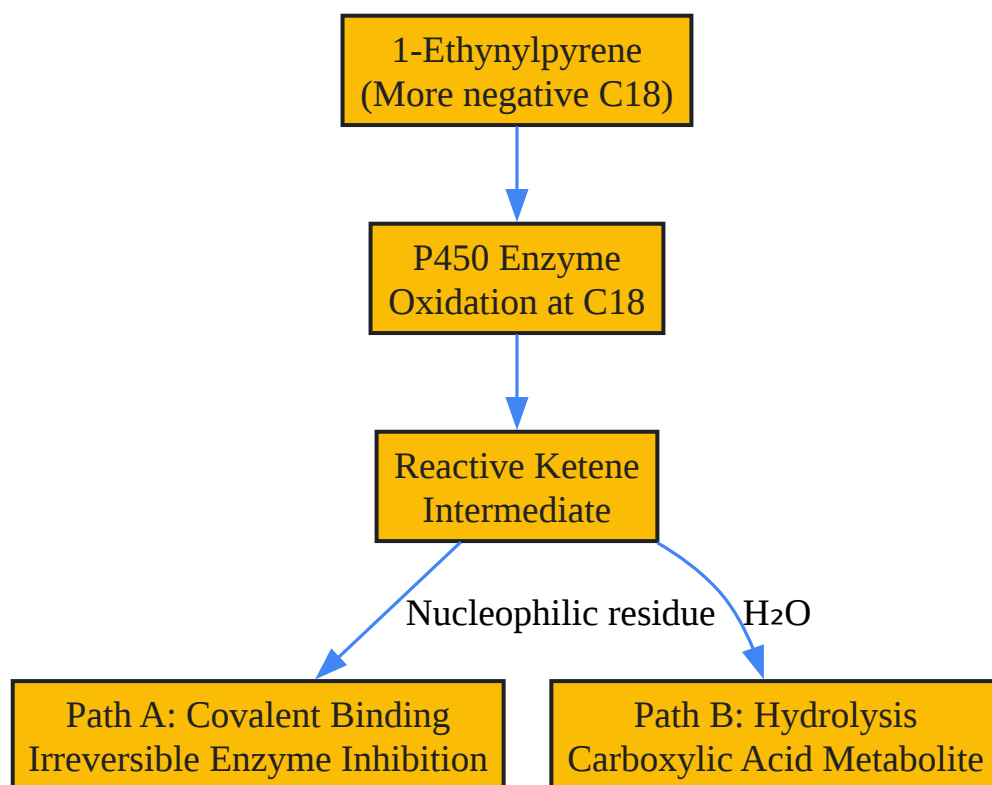 1-Ethynylpyrene
(More negative C18)
P450 Enzyme
Oxidation at C18
Reactive Ketene
Intermediate
Nucleophilic residue
H₂O
Path A: Covalent Binding
Irreversible Enzyme Inhibition
Path B: Hydrolysis
Carboxylic Acid Metabolite